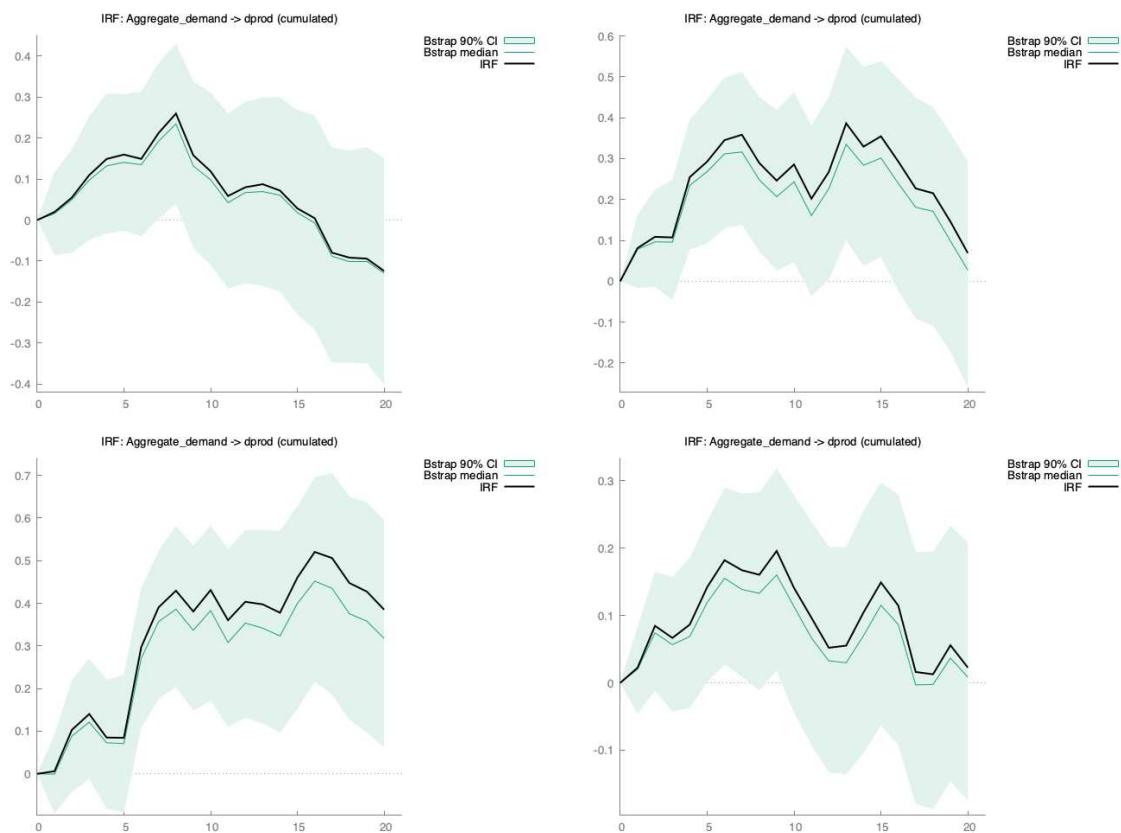 IRF: Aggregate_demand -> dprod (cumulated)
Bstrap 90% CI
Bstrap median
IRF
0.4
0.3
0.2
0.1
0
-0.1
-0.2
-0.3
-0.4
0 5 10 15 20
IRF: Aggregate_demand -> dprod (cumulated)
Bstrap 90% CI
Bstrap median
IRF
0.6
0.5
0.4
0.3
0.2
0.1
0
-0.1
-0.2
0 5 10 15 20
IRF: Aggregate_demand -> dprod (cumulated)
Bstrap 90% CI
Bstrap median
IRF
0.7
0.6
0.5
0.4
0.3
0.2
0.1
0
0 5 10 15 20
IRF: Aggregate_demand -> dprod (cumulated)
Bstrap 90% CI
Bstrap median
IRF
0.3
0.2
0.1
0
-0.1
0 5 10 15 20